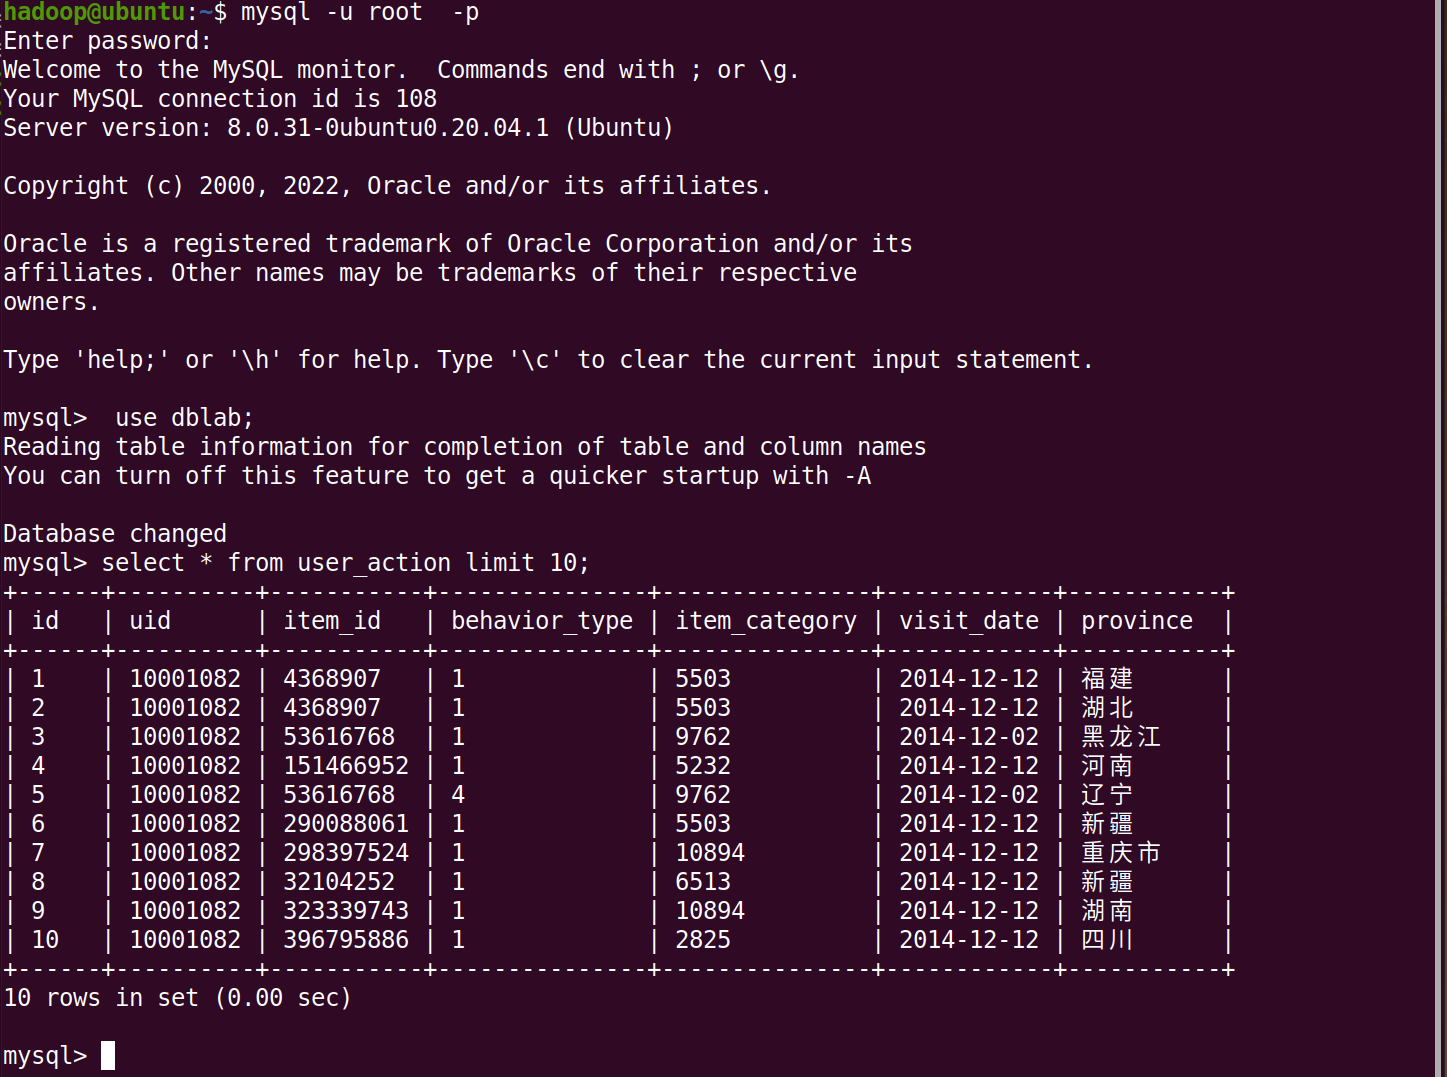 hadoop@ubuntu:~$ mysql -u root  -p
Enter password:
Welcome to the MySQL monitor.  Commands end with ; or \g.
Your MySQL connection id is 108
Server version: 8.0.31-0ubuntu0.20.04.1 (Ubuntu)
Copyright (c) 2000, 2022, Oracle and/or its affiliates.
Oracle is a registered trademark of Oracle Corporation and/or its
affiliates. Other names may be trademarks of their respective
owners.
Type 'help;' or '\h' for help. Type '\c' to clear the current input statement.
mysql>  use dblab;
Reading table information for completion of table and column names
You can turn off this feature to get a quicker startup with -A
Database changed
mysql> select * from user_action limit 10;
+------+----------+-----------+---------------+---------------+------------+-----------+
| id   | uid      | item_id   | behavior_type | item_category | visit_date | province  |
+------+----------+-----------+---------------+---------------+------------+-----------+
| 1    | 10001082 | 4368907   | 1             | 5503          | 2014-12-12 | 福建      |
| 2    | 10001082 | 4368907   | 1             | 5503          | 2014-12-12 | 湖北      |
| 3    | 10001082 | 53616768  | 1             | 9762          | 2014-12-02 | 黑龙江    |
| 4    | 10001082 | 151466952 | 1             | 5232          | 2014-12-12 | 河南      |
| 5    | 10001082 | 53616768  | 4             | 9762          | 2014-12-02 | 辽宁      |
| 6    | 10001082 | 290088061 | 1             | 5503          | 2014-12-12 | 新疆      |
| 7    | 10001082 | 298397524 | 1             | 10894         | 2014-12-12 | 重庆市    |
| 8    | 10001082 | 32104252  | 1             | 6513          | 2014-12-12 | 新疆      |
| 9    | 10001082 | 323339743 | 1             | 10894         | 2014-12-12 | 湖南      |
| 10   | 10001082 | 396795886 | 1             | 2825          | 2014-12-12 | 四川      |
+------+----------+-----------+---------------+---------------+------------+-----------+
10 rows in set (0.00 sec)
mysql>